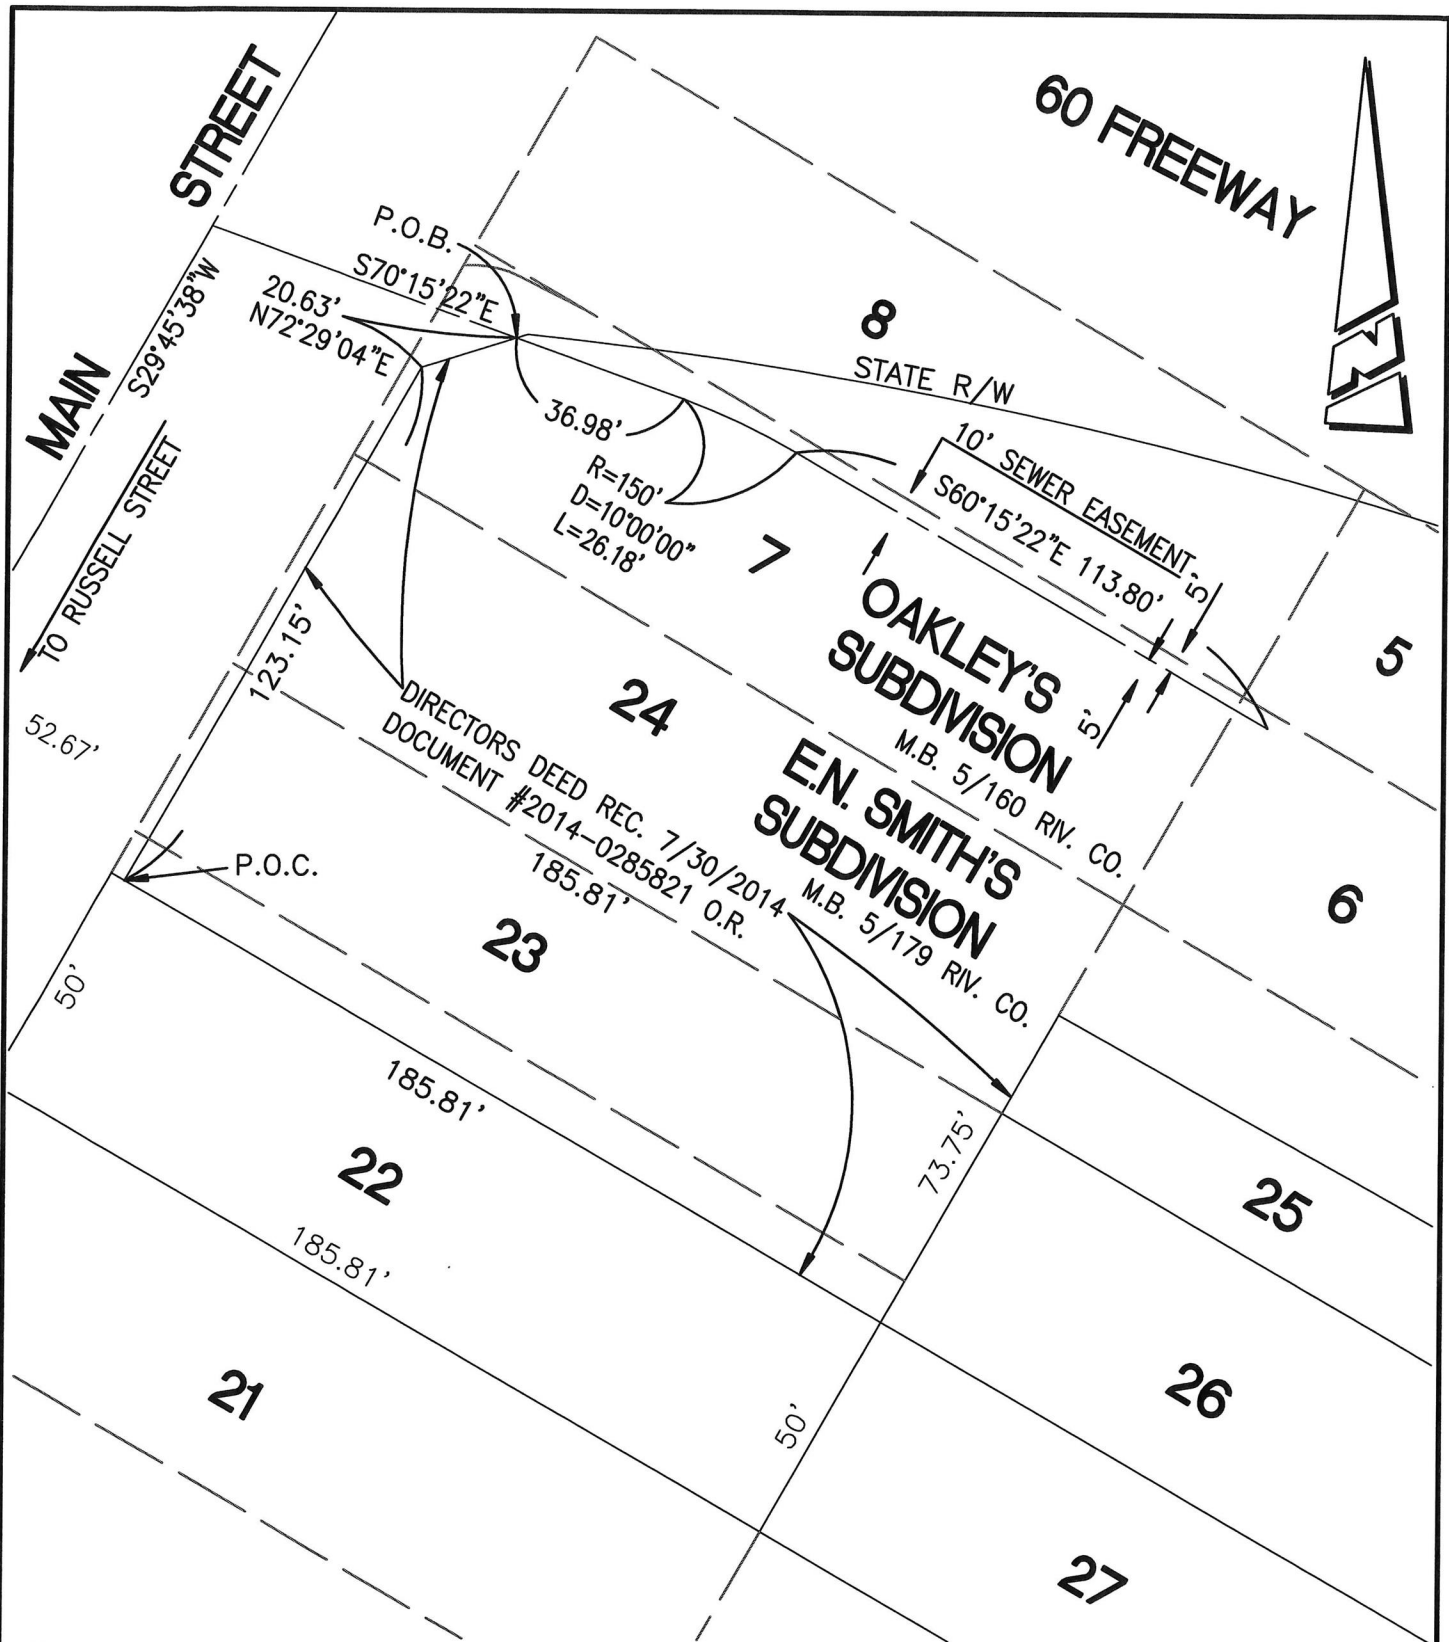 60 FREEWAY
STREET
MAIN
S29°45'38"W
P.O.B.
S70°15'22"E
20.63'
N72°29'04"E
8
STATE R/W
36.98'
R=150'
D=10°00'00"
L=26.18'
10' SEWER EASEMENT
S60°15'22"E 113.80'
5'
5'
TO RUSSELL STREET
7
5
OAKLEY'S
SUBDIVISION
M.B. 5/160 RIV. CO.
123.15'
52.67'
24
DIRECTORS DEED REC. 7/30/2014
DOCUMENT #2014-0285821 O.R.
185.81'
E.N. SMITH'S
SUBDIVISION
M.B. 5/179 RIV. CO.
6
P.O.C.
23
50'
185.81'
73.75'
22
185.81'
25
21
26
50'
27
N